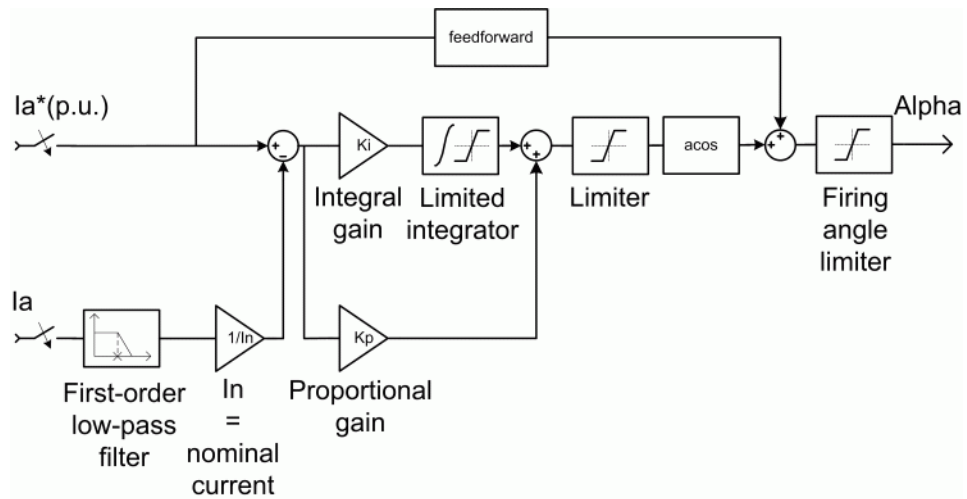 feedforward
Ia*(p.u.)
Alpha
+
−
Ki
+
+
acos
+
+
Integral
gain
Limited
integrator
Limiter
Firing
angle
limiter
Ia
1/In
Kp
First-order
low-pass
filter
In
=
nominal
current
Proportional
gain